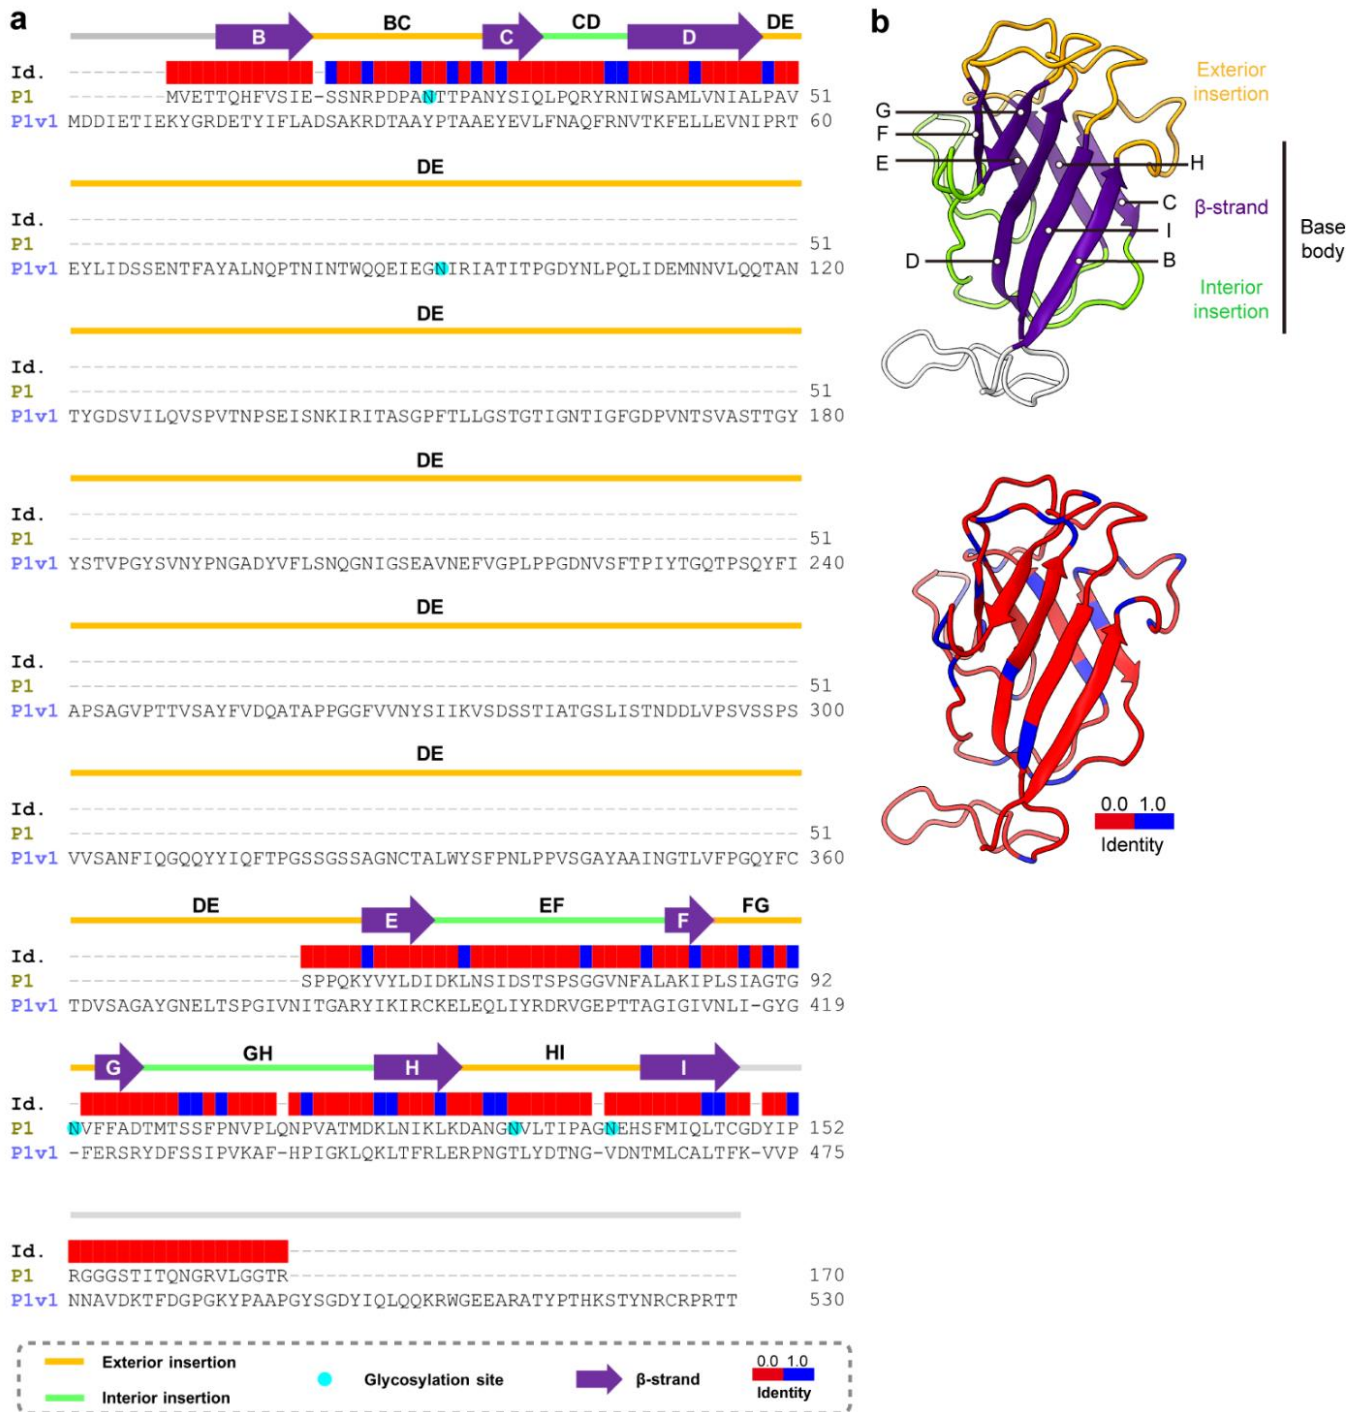 a
B BC C CD D DE
Id.
P1 ------------MVETTQHFVSIE-SSNRPDPANTTPANYSIQLPQRYRNIWSAMLVNIALPAV 51
P1v1 MDDIETIEKYGRDETYIFLADSAKRDTAAYPTAAEYEVLFNAQFRNVTKFELLEVNIPRT 60
DE
Id.
P1 51
P1v1 EYLIDSSENTFAYALNQPTNINTWQQEIEGNIRIATITPGDYNLPQLIDEMNNVLQQTAN 120
DE
Id.
P1 51
P1v1 TYGDSVILQVSPVTNPSEISNKIRITASGPFTLLGSTGTIGNTIGFGDPVNTSVASTTGY 180
DE
Id.
P1 51
P1v1 YSTVPGYSVNYPNGADYVFLSNQGNIGSEAVNEFVGPLPPGDNVSFTPIYTGQTPSQYFI 240
DE
Id.
P1 51
P1v1 APSAGVPTTVSAYFVDQATAPPGGFVVNYSIIKVSDSSTIATGSLISTNDDLVPSVSSPS 300
DE
Id.
P1 51
P1v1 VVSANFIQGQQYYIQFTPGSSGSSAGNCTALWYSFPNLPPVSGAYAAINGTLVFPGQYFC 360
DE E EF F FG
Id.
P1 -------------------SPPQKYVYLDIDKLNSIDSTSPSGGVNFALAKIPLSIAGTG 92
P1v1 TDVSAGAYGNELTSPGIVNITGARYIKIRCKELEQLIYRDRVGEPTTAGIGIVNLI-GYG 419
G GH H HI I
Id.
P1 NVFFADTMTSSFPNVPLQNPVATMDKLNIKLKDANGNVLTIPAGNEHSFMIQLTCGDYIP 152
P1v1 -FERSRYDFSSIPVKAF-HPIGKLQKLTFRLERPNGTLYDTNG-VDNTMLCALTFK-VVP 475
Id.
P1 RGGGSTITQNGRVLGGTR------------------------------------- 170
P1v1 NNAVDKTFDGPGKYPAAPGYSGDYIQLQQKRWGEEARATYPTHKSTYNRCRPRTT 530
Exterior insertion
Interior insertion
Glycosylation site
β-strand
0.0 1.0
Identity
b
Exterior
insertion
G
F
E
H
C
β-strand
I
Base
body
D
B
Interior
insertion
0.0 1.0
Identity